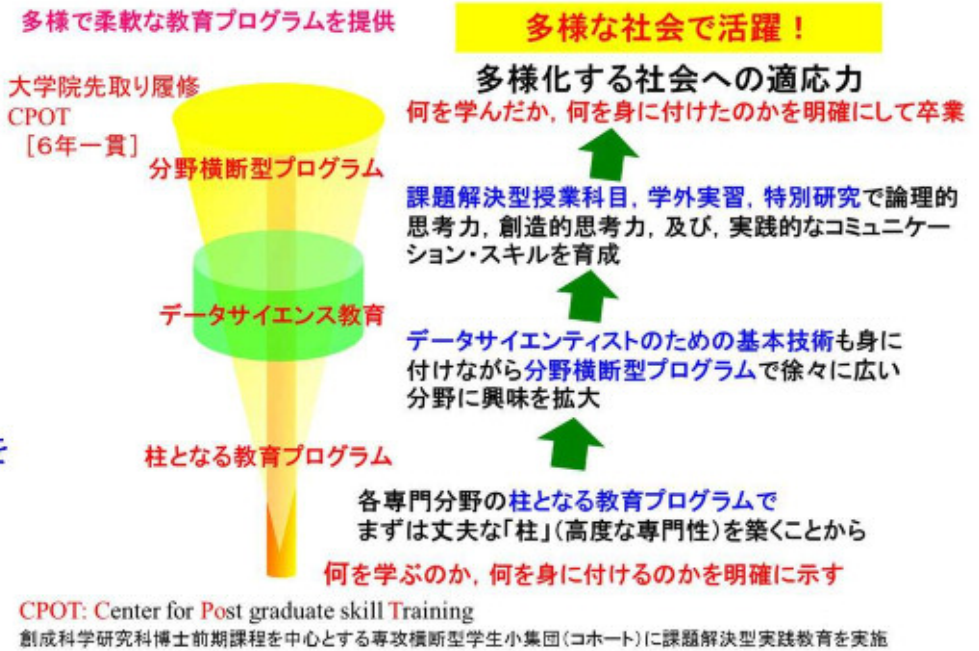 多様で柔軟な教育プログラムを提供
多様な社会で活躍！
大学院先取り履修
CPOT
［６年一貫］
分野横断型プログラム
データサイエンス教育
柱となる教育プログラム
を
多様化する社会への適応力
何を学んだか，何を身に付けたのかを明確にして卒業
課題解決型授業科目，学外実習，特別研究で論理的
思考力，創造的思考力，及び，実践的なコミュニケー
ション・スキルを育成
データサイエンティストのための基本技術も身に
付けながら分野横断型プログラムで徐々に広い
分野に興味を拡大
各専門分野の柱となる教育プログラムで
まずは丈夫な「柱」（高度な専門性）を築くことから
何を学ぶのか，何を身に付けるのかを明確に示す
CPOT: Center for Post graduate skill Training
創成科学研究科博士前期課程を中心とする専攻横断型学生小集団（コホート）に課題解決型実践教育を実施